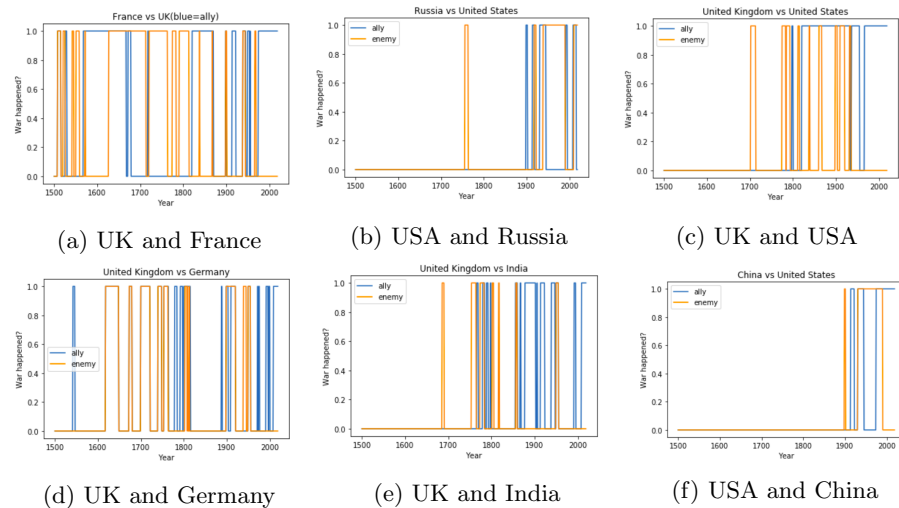 France vs UK(blue=ally)
War happened?
1.0
0.8
0.6
0.4
0.2
0.0
1500 1600 1700 1800 1900 2000
Year
(a) UK and France
Russia vs United States
ally
enemy
War happened?
1.0
0.8
0.6
0.4
0.2
0.0
1500 1600 1700 1800 1900 2000
Year
(b) USA and Russia
United Kingdom vs United States
ally
enemy
War happened?
1.0
0.8
0.6
0.4
0.2
0.0
1500 1600 1700 1800 1900 2000
Year
(c) UK and USA
United Kingdom vs Germany
ally
enemy
War happened?
1.0
0.8
0.6
0.4
0.2
0.0
1500 1600 1700 1800 1900 2000
Year
(d) UK and Germany
United Kingdom vs India
ally
enemy
War happened?
1.0
0.8
0.6
0.4
0.2
0.0
1500 1600 1700 1800 1900 2000
Year
(e) UK and India
China vs United States
ally
enemy
War happened?
1.0
0.8
0.6
0.4
0.2
0.0
1500 1600 1700 1800 1900 2000
Year
(f) USA and China